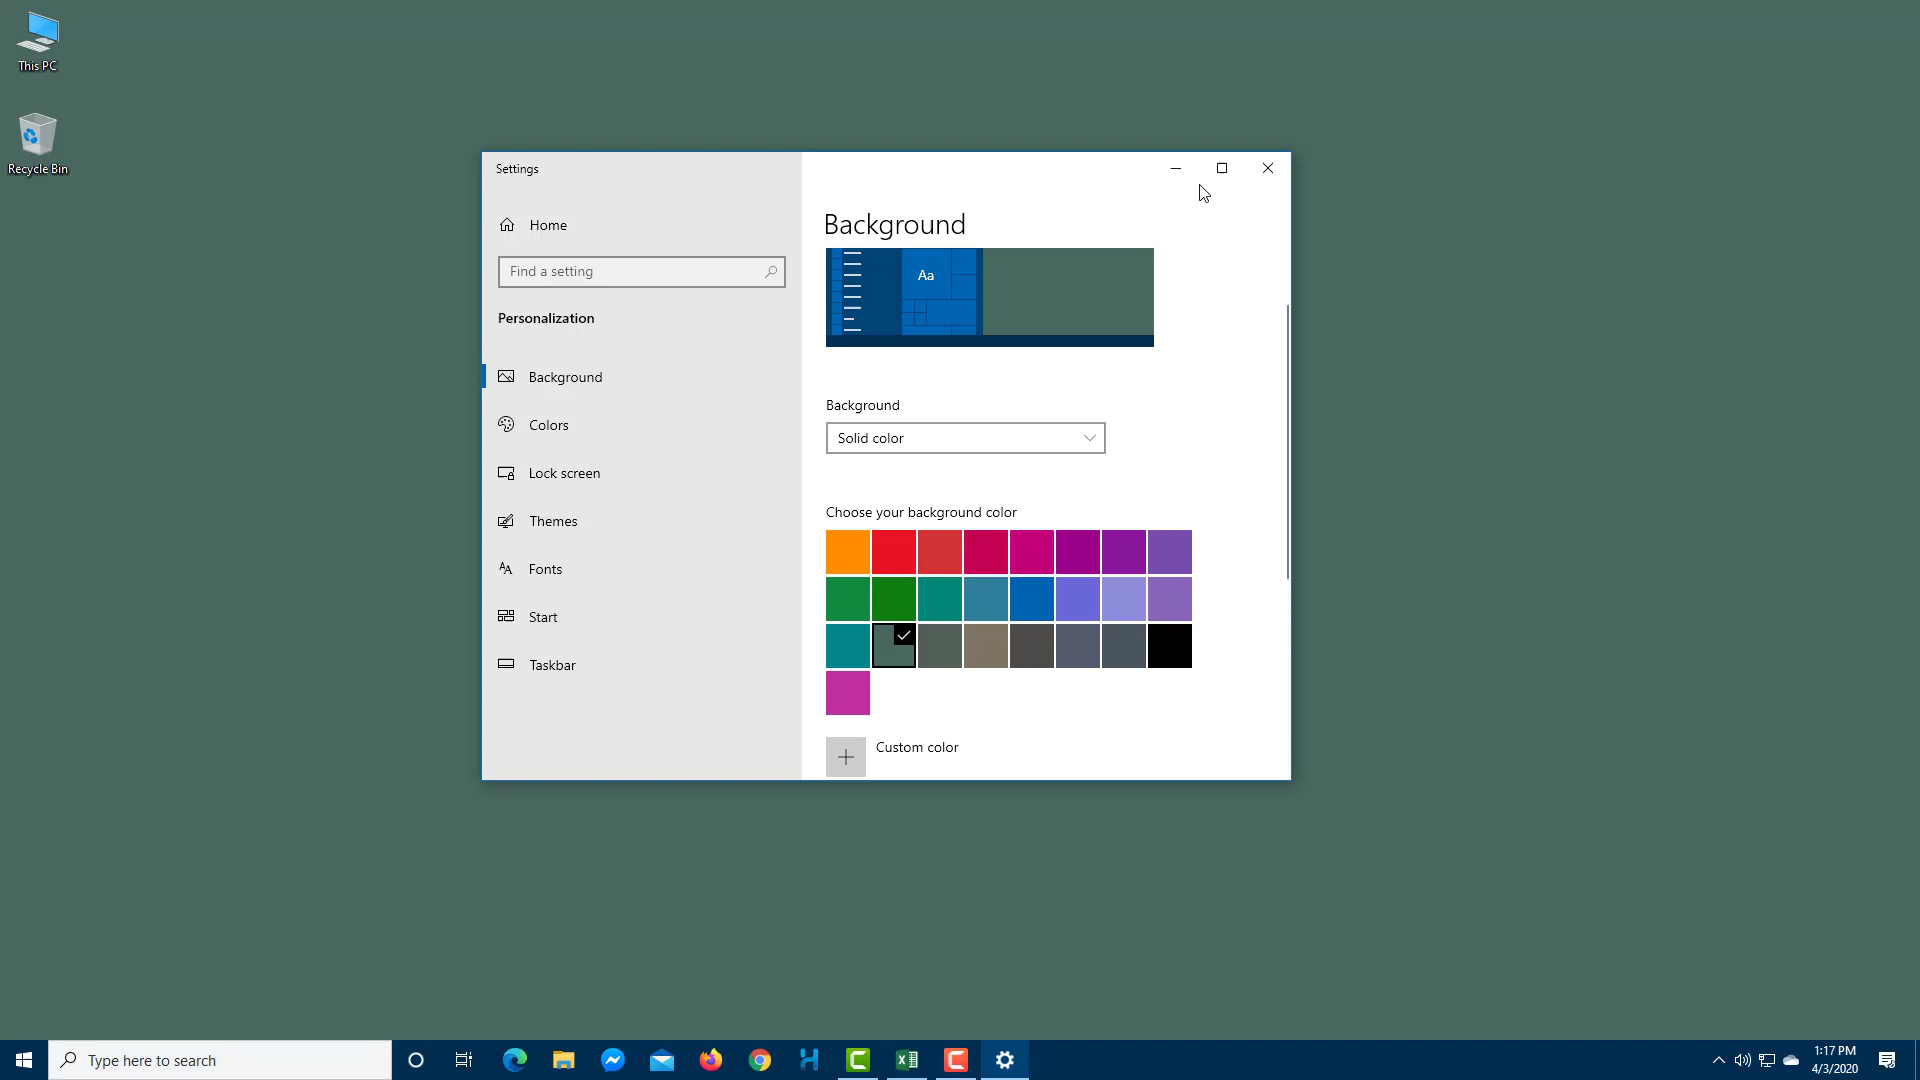 This PC
Recycle Bin
Settings
Home
Find a setting
Personalization
Background
Colors
Lock screen
Themes
Fonts
Start
Taskbar
Background
Aa
Background
Solid color
Choose your background color
Custom color
Type here to search
1:17 PM
4/3/2020